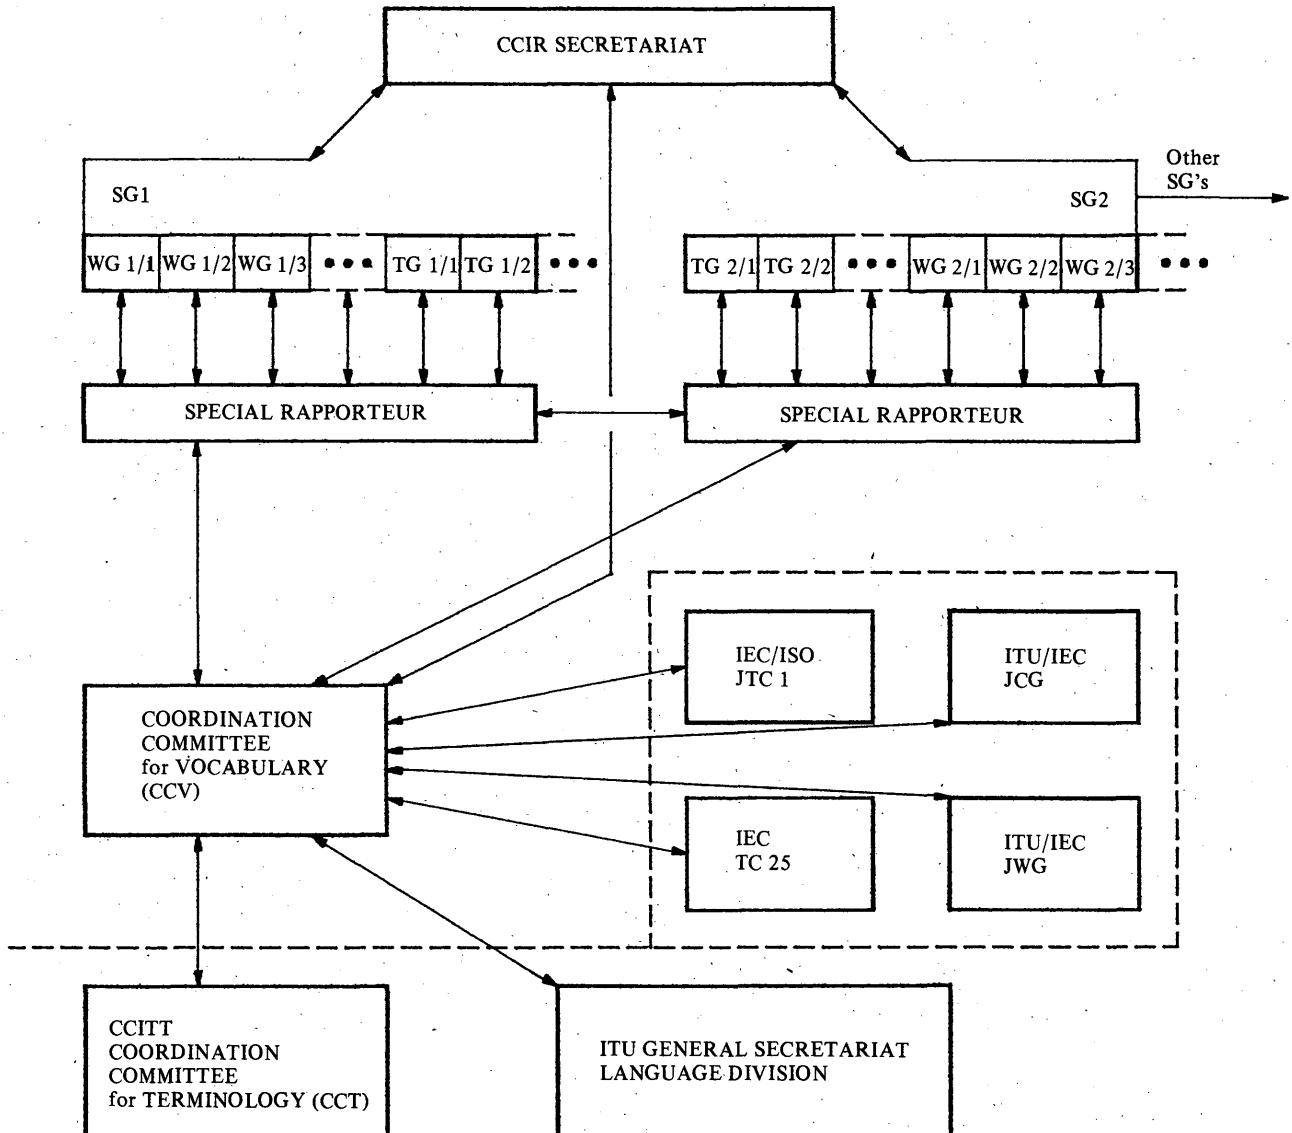 CCIR SECRETARIAT
Other
SG's
SG1
SG2
WG 1/1 WG 1/2 WG 1/3 ••• TG 1/1 TG 1/2 •••
TG 2/1 TG 2/2 ••• WG 2/1 WG 2/2 WG 2/3 •••
SPECIAL RAPPORTEUR
SPECIAL RAPPORTEUR
IEC/ISO
JTC 1
ITU/IEC
JCG
COORDINATION
COMMITTEE
for VOCABULARY
(CCV)
IEC
TC 25
ITU/IEC
JWG
CCITT
COORDINATION
COMMITTEE
for TERMINOLOGY (CCT)
ITU GENERAL SECRETARIAT
LANGUAGE DIVISION